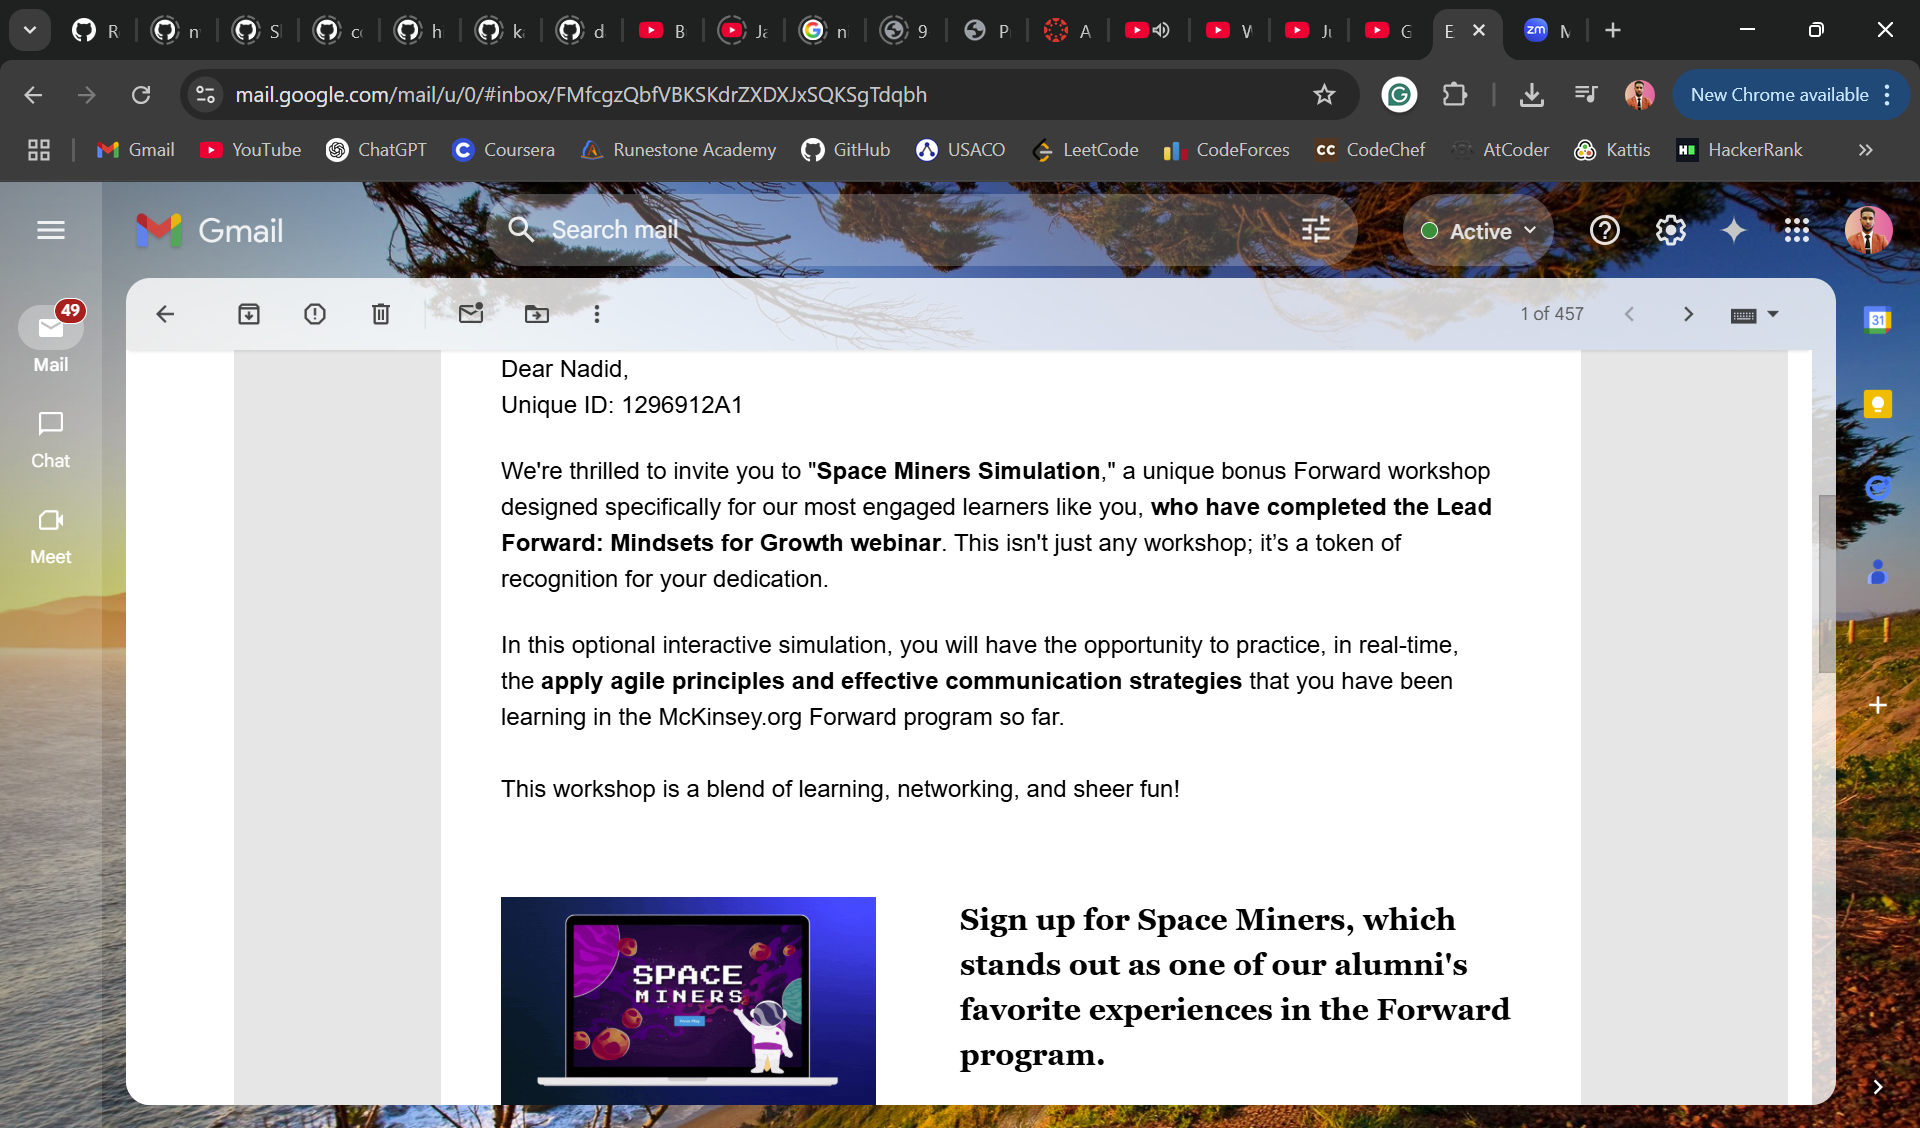 R
n
S
c
h
k
d
B
Ja
n
9
P
A
W
Ju
G
E
zm
M
mail.google.com/mail/u/0/#inbox/FMfcgzQbfVBKSKdrZXDXJxSQKSgTdqbh
New Chrome available
Gmail
YouTube
ChatGPT
Coursera
Runestone Academy
GitHub
USACO
LeetCode
CodeForces
CC CodeChef
AtCoder
Kattis
HackerRank
Gmail
Search mail
Active
49
Mail
Chat
Meet
1 of 457
31
Dear Nadid,
Unique ID: 1296912A1
We're thrilled to invite you to "Space Miners Simulation," a unique bonus Forward workshop
designed specifically for our most engaged learners like you, who have completed the Lead
Forward: Mindsets for Growth webinar. This isn't just any workshop; it’s a token of
recognition for your dedication.
In this optional interactive simulation, you will have the opportunity to practice, in real-time,
the apply agile principles and effective communication strategies that you have been
learning in the McKinsey.org Forward program so far.
This workshop is a blend of learning, networking, and sheer fun!
SPACE
MINERS
Sign up for Space Miners, which
stands out as one of our alumni's
favorite experiences in the Forward
program.